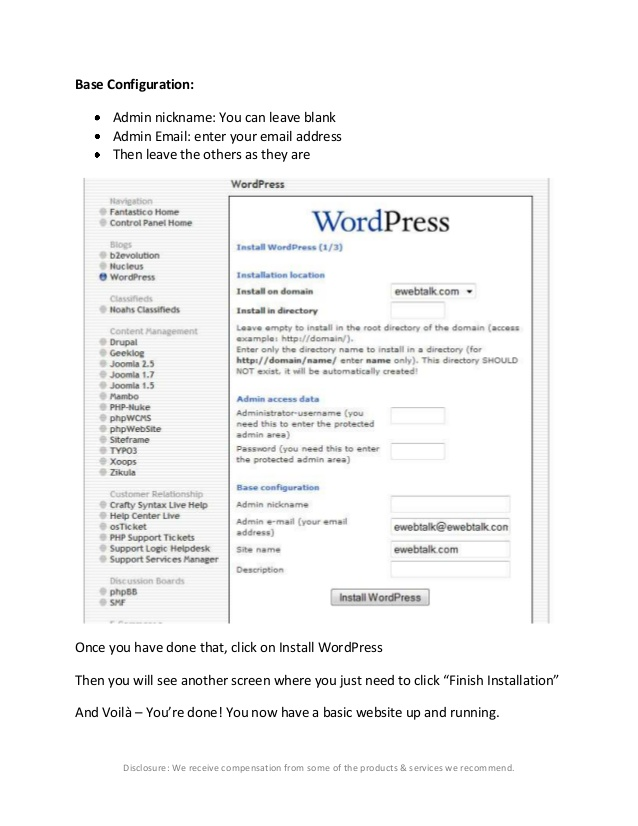 Base Configuration:
• Admin nickname: You can leave blank
• Admin Email: enter your email address
• Then leave the others as they are
WordPress
Navigation
Fantastico Home
Control Panel Home
Blogs
b2evolution
Nucleus
WordPress
Classifieds
Noahs Classifieds
Content Management
Drupal
Geeklog
Joomla 2.5
Joomla 1.7
Joomla 1.5
Mambo
PHP-Nuke
phpWCMS
phpWebSite
Siteframe
TYPO3
Xoops
Zikula
Customer Relationship
Crafty Syntax Live Help
Help Center Live
osTicket
PHP Support Tickets
Support Logic Helpdesk
Support Services Manager
Discussion Boards
phpBB
SMF
WordPress
Install WordPress (1/3)
Installation location
Install on domain ewebtalk.com
Install in directory
Leave empty to install in the root directory of the domain (access
example: http://domain/).
Enter only the directory name to install in a directory (for
http://domain/name/ enter name only). This directory SHOULD
NOT exist, it will be automatically created!
Admin access data
Administrator-username (you
need this to enter the protected
admin area)
Password (you need this to enter
the protected admin area)
Base configuration
Admin nickname
Admin e-mail (your email
address) ewebtalk@ewebtalk.com
Site name ewebtalk.com
Description
Install WordPress
Once you have done that, click on Install WordPress
Then you will see another screen where you just need to click “Finish Installation”
And Voilà – You’re done! You now have a basic website up and running.
Disclosure: We receive compensation from some of the products & services we recommend.